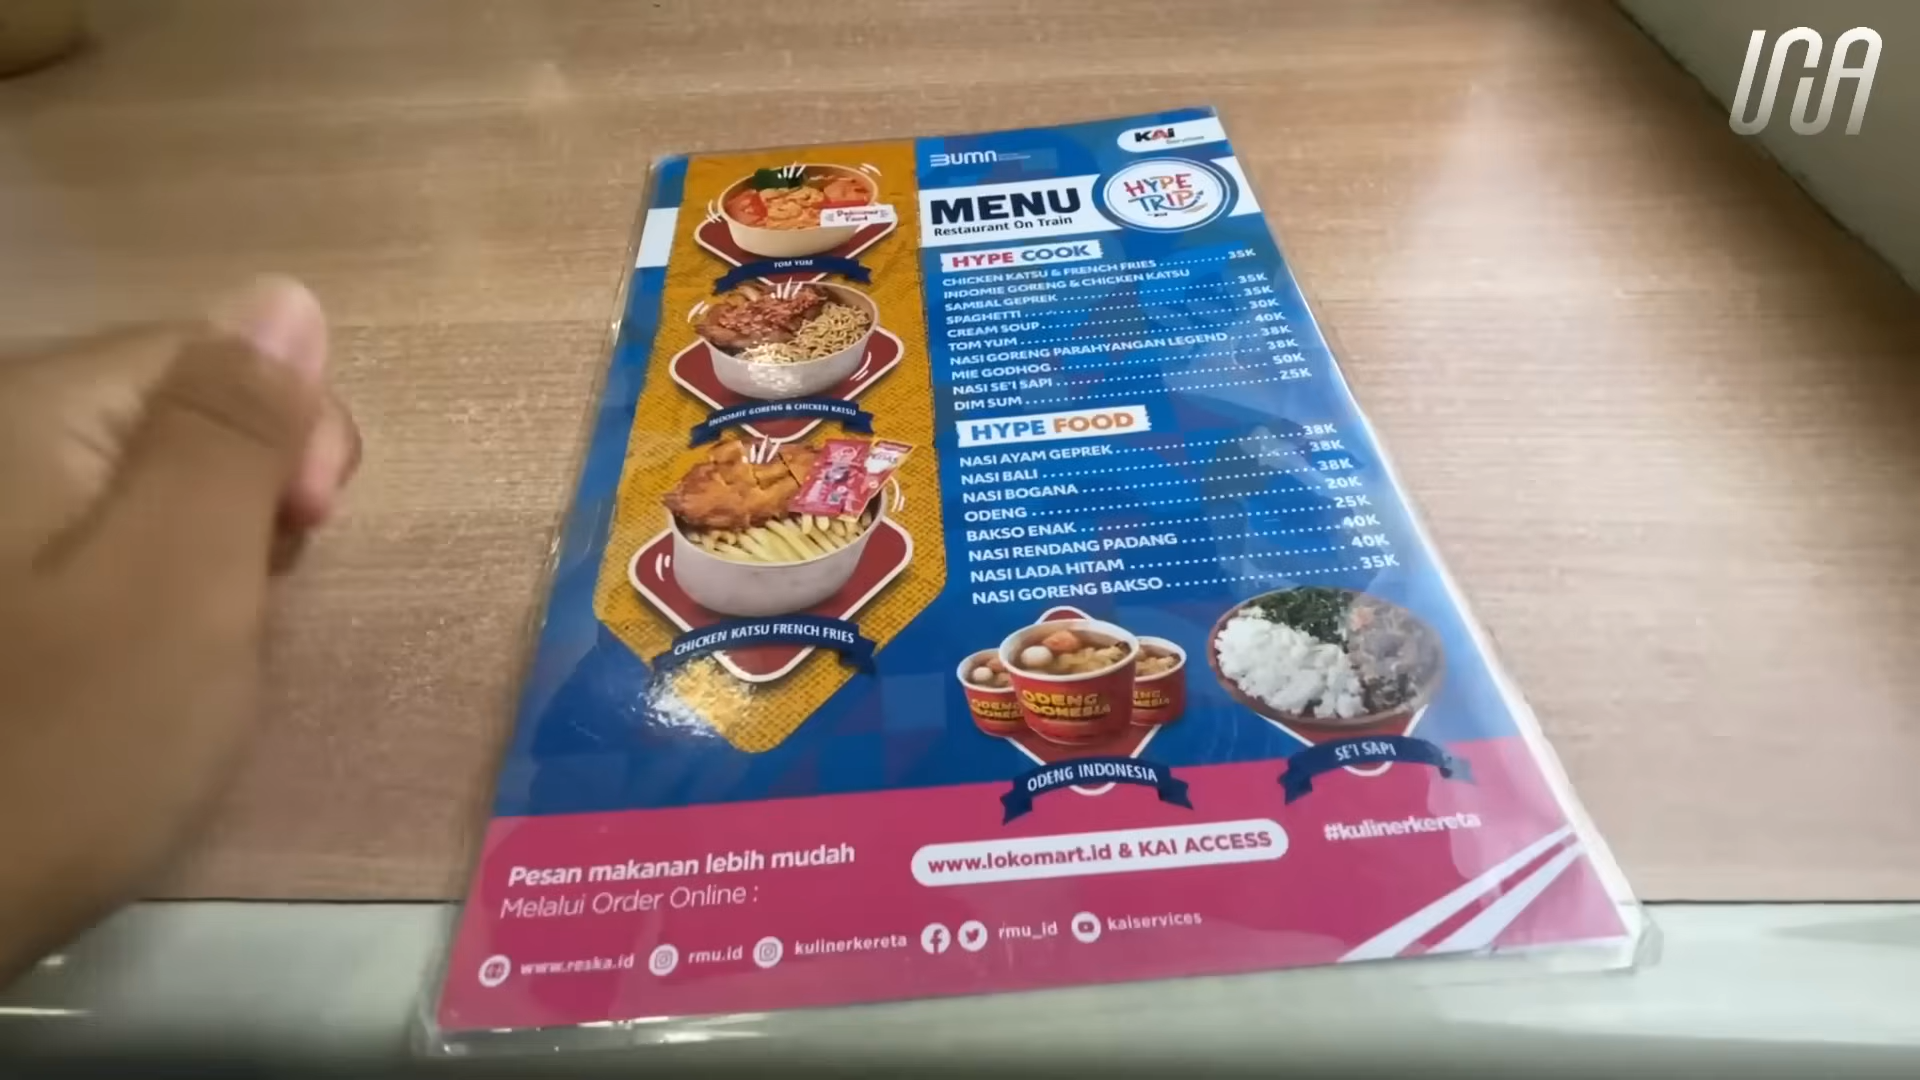 BUMN
KAI
MENU
Restaurant On Train
HYPE
TRIP
HYPE COOK
CHICKEN KATSU & FRENCH FRIES ........ 35K
INDOMIE GORENG & CHICKEN KATSU
SAMBAL GEPREK ........ 35K
SPAGHETTI ........ 35K
CREAM SOUP ........ 30K
TOM YUM ........ 40K
NASI GORENG PARAHYANGAN LEGEND ........ 38K
MIE GODHOG ........ 38K
NASI SE'I SAPI ........ 50K
DIM SUM ........ 25K
HYPE FOOD
NASI AYAM GEPREK ........ 38K
NASI BALI ........ 38K
NASI BOGANA ........ 38K
ODENG ........ 20K
BAKSO ENAK ........ 25K
NASI RENDANG PADANG ........ 40K
NASI LADA HITAM ........ 40K
NASI GORENG BAKSO ........ 35K
Delicious
Food
TOM YUM
INDOMIE GORENG & CHICKEN KATSU
CHICKEN KATSU FRENCH FRIES
ODENG
INDONESIA
ODENG INDONESIA
SE'I SAPI
Pesan makanan lebih mudah
Melalui Order Online :
www.lokomart.id & KAI ACCESS
#kulinerkereta
www.reska.id
rmu.id
kulinerkereta
rmu_id
kaiservices